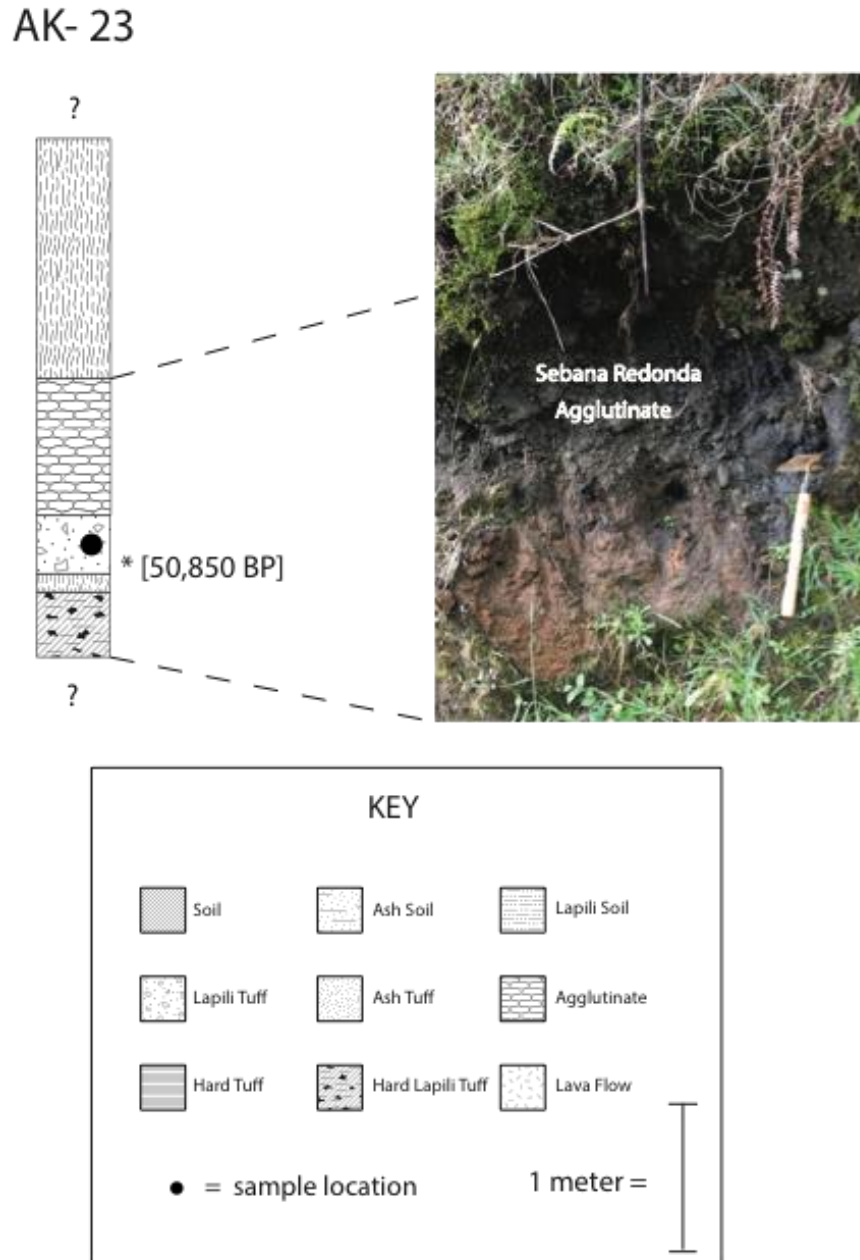 AK- 23
?
Sebana Redonda
Agglutinate
* [50,850 BP]
?
KEY
Soil
Ash Soil
Lapili Soil
Lapili Tuff
Ash Tuff
Agglutinate
Hard Tuff
Hard Lapili Tuff
Lava Flow
= sample location
1 meter =